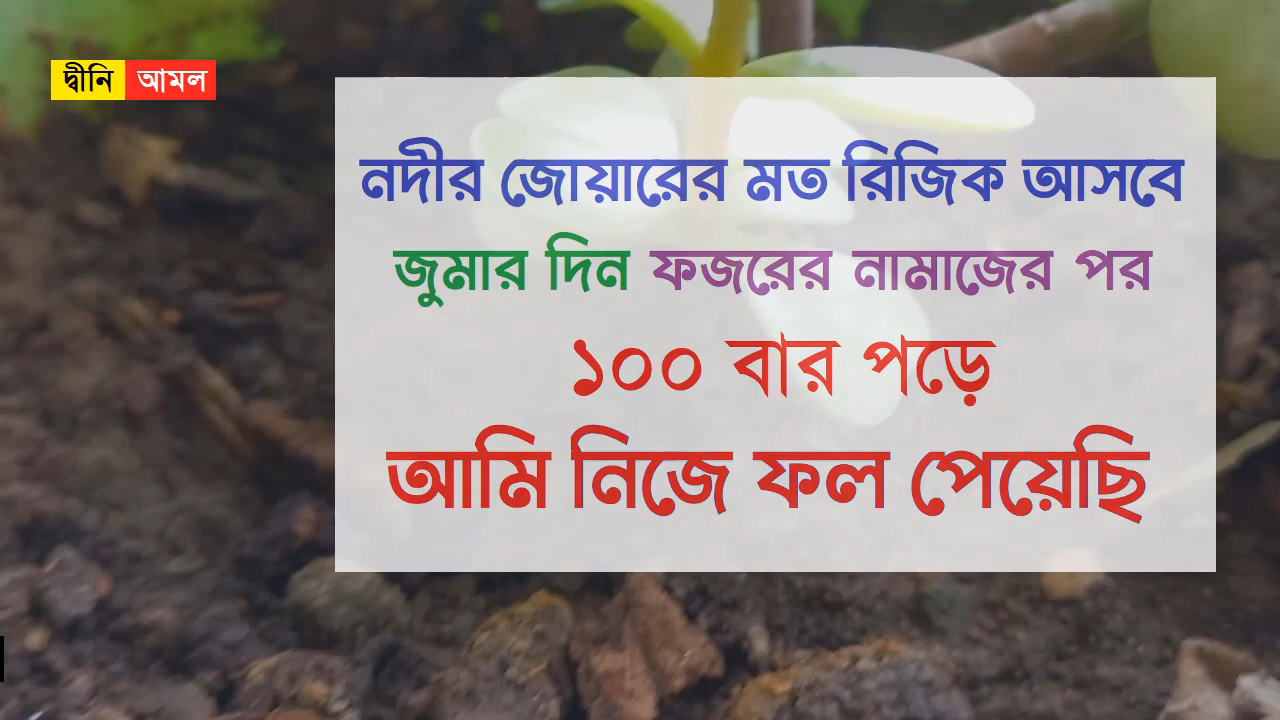 দ্বীনি আমল
নদীর জোয়ারের মত রিজিক আসবে
জুমার দিন ফজরের নামাজের পর
১০০ বার পড়ে
আমি নিজে ফল পেয়েছি